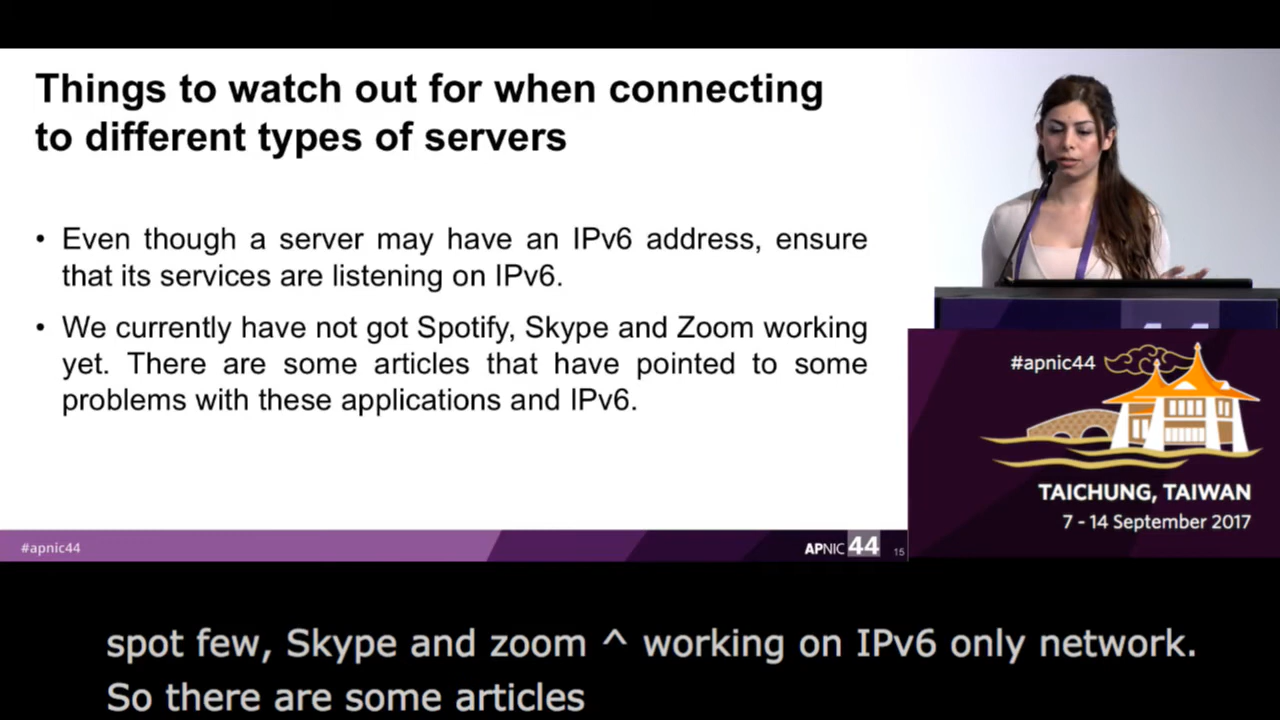 Things to watch out for when connecting
to different types of servers
• Even though a server may have an IPv6 address, ensure
that its services are listening on IPv6.
• We currently have not got Spotify, Skype and Zoom working
yet. There are some articles that have pointed to some
problems with these applications and IPv6.
#apnic44
APNIC 44
15
44
#apnic44
TAICHUNG, TAIWAN
7 - 14 September 2017
spot few, Skype and zoom ^ working on IPv6 only network.
So there are some articles